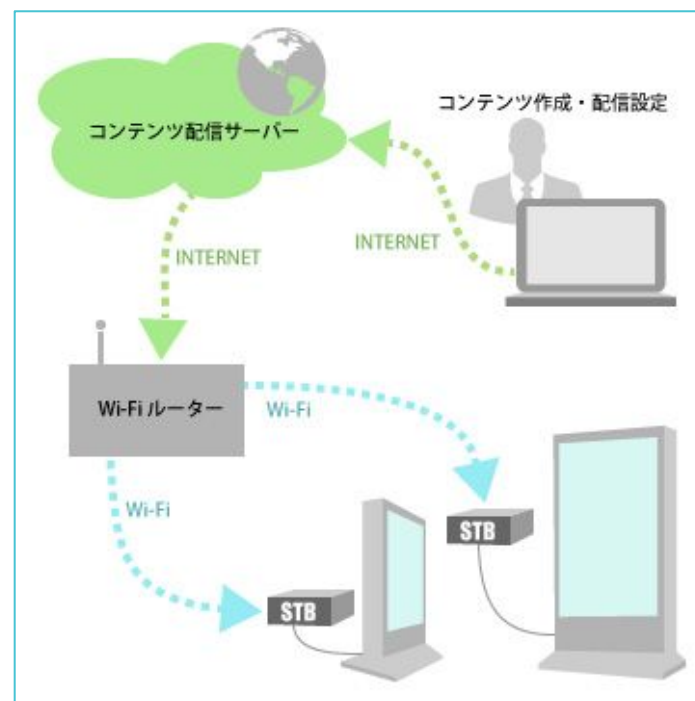 コンテンツ作成・配信設定
コンテンツ配信サーバー
INTERNET
INTERNET
Wi-Fi ルーター
Wi-Fi
Wi-Fi
STB
STB